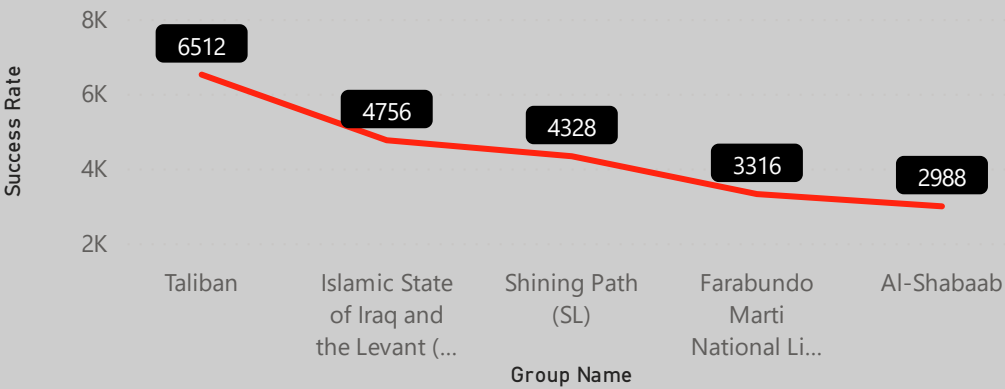 8K
6K
4K
2K
Success Rate
6512
4756
4328
3316
2988
Taliban
Islamic State
of Iraq and
the Levant (...
Shining Path
(SL)
Farabundo
Marti
National Li...
Al-Shabaab
Group Name